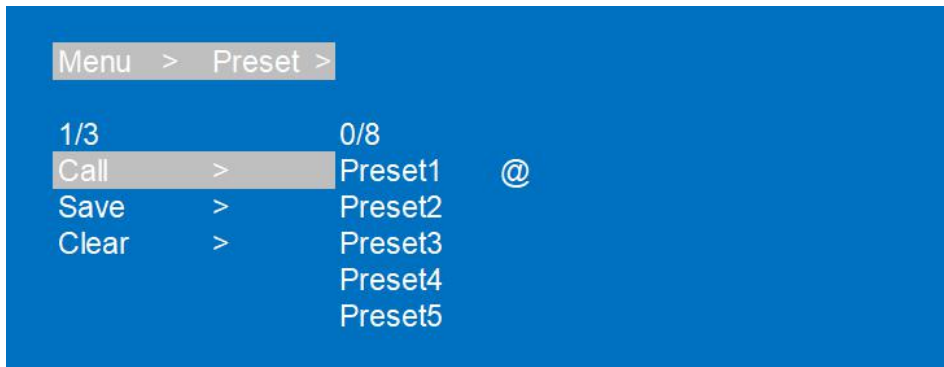 Menu > Preset >
1/3 0/8
Call > Preset1 @
Save > Preset2
Clear > Preset3
Preset4
Preset5